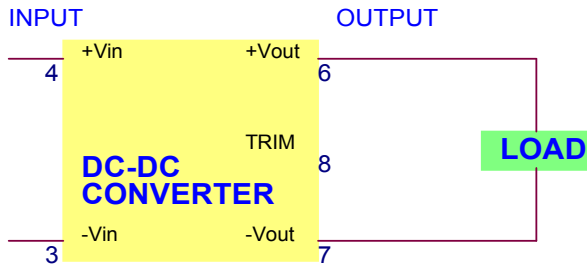 INPUT OUTPUT
+Vin +Vout
4 6
TRIM
8
DC-DC
CONVERTER
LOAD
-Vin -Vout
3 7